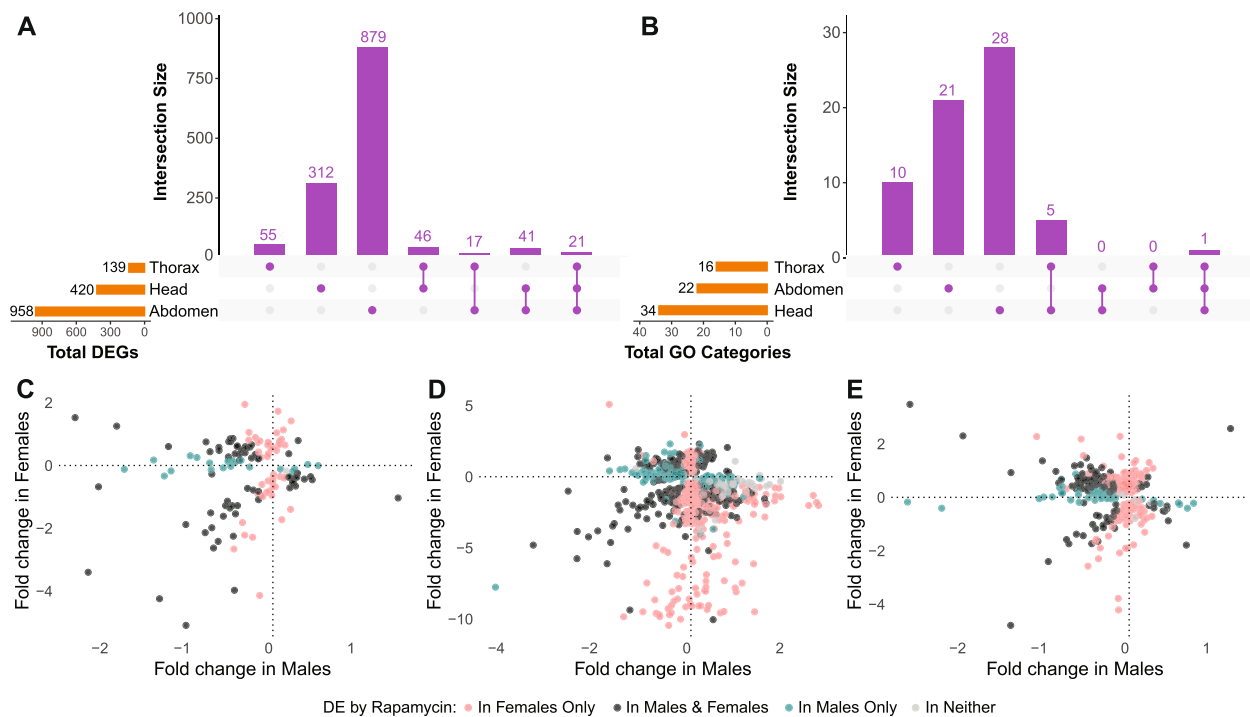 A
Intersection Size
1000
750
500
250
0
55
312
879
46
17
41
21
139 Thorax
420 Head
958 Abdomen
900 600 300 0
Total DEGs
B
Intersection Size
30
20
10
0
10
21
28
5
0
0
1
16 Thorax
22 Abdomen
34 Head
40 30 20 10 0
Total GO Categories
C
Fold change in Females
2
0
−2
−4
−2 −1 0 1
Fold change in Males
D
Fold change in Females
5
0
−5
−10
−4 −2 0 2
Fold change in Males
E
Fold change in Females
2
0
−2
−4
−2 −1 0 1
Fold change in Males
DE by Rapamycin: In Females Only In Males & Females In Males Only In Neither